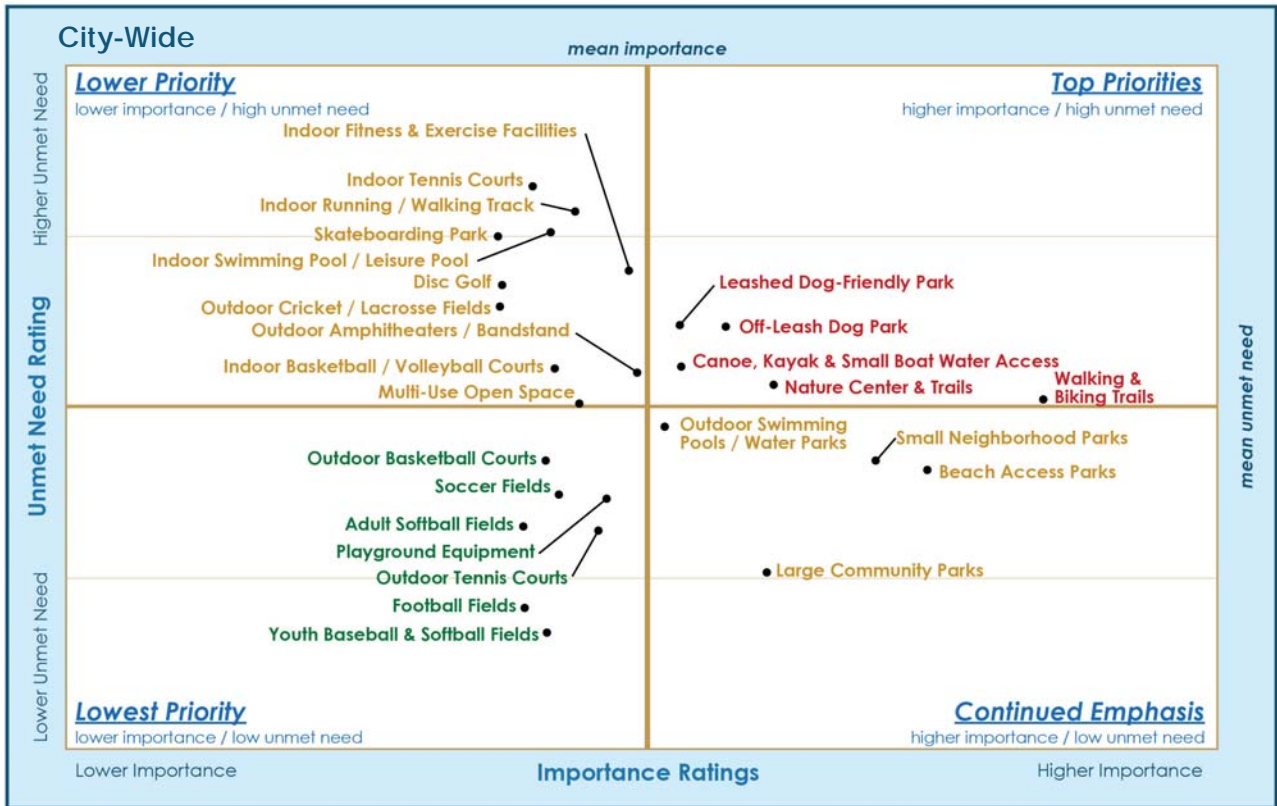 City-Wide
mean importance
Lower Priority
lower importance / high unmet need
Top Priorities
higher importance / high unmet need
Higher Unmet Need
Unmet Need Rating
Lower Unmet Need
Indoor Fitness & Exercise Facilities
Indoor Tennis Courts
Indoor Running / Walking Track
Skateboarding Park
Indoor Swimming Pool / Leisure Pool
Disc Golf
Outdoor Cricket / Lacrosse Fields
Outdoor Amphitheaters / Bandstand
Indoor Basketball / Volleyball Courts
Multi-Use Open Space
Leashed Dog-Friendly Park
Off-Leash Dog Park
Canoe, Kayak & Small Boat Water Access
Nature Center & Trails
Walking &
Biking Trails
mean unmet need
Outdoor Basketball Courts
Soccer Fields
Adult Softball Fields
Playground Equipment
Outdoor Tennis Courts
Football Fields
Youth Baseball & Softball Fields
Outdoor Swimming
Pools / Water Parks
Small Neighborhood Parks
Beach Access Parks
Large Community Parks
Lowest Priority
lower importance / low unmet need
Continued Emphasis
higher importance / low unmet need
Lower Importance
Importance Ratings
Higher Importance